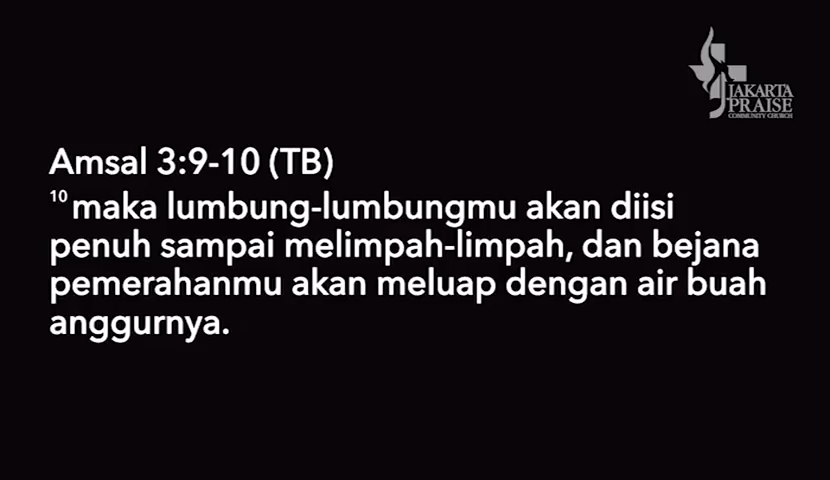 JAKARTA
PRAISE
COMMUNITY CHURCH
Amsal 3:9-10 (TB)
10 maka lumbung-lumbungmu akan diisi
penuh sampai melimpah-limpah, dan bejana
pemerahanmu akan meluap dengan air buah
anggurnya.